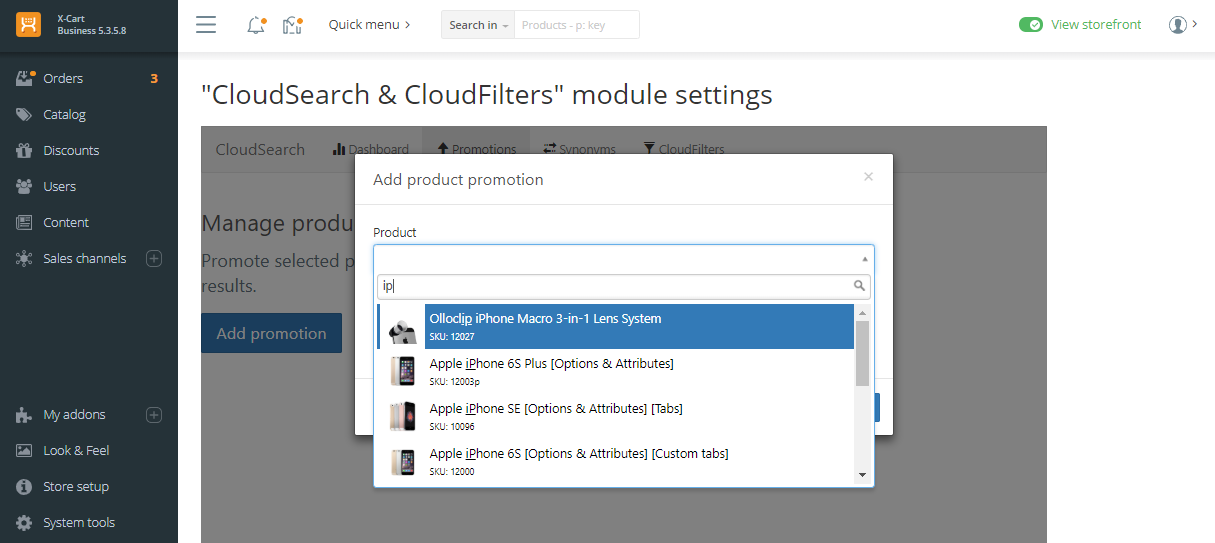 X-Cart
Business 5.3.5.8
Quick menu
Search in
Products - p: key
View storefront
Orders 3
Catalog
Discounts
Users
Content
Sales channels
My addons
Look & Feel
Store setup
System tools
"CloudSearch & CloudFilters" module settings
CloudSearch Dashboard Promotions Synonyms CloudFilters
Manage produ
Promote selected p
results.
Add promotion
Add product promotion
Product
ip
Olloclip iPhone Macro 3-in-1 Lens System
SKU: 12027
Apple iPhone 6S Plus [Options & Attributes]
SKU: 12003p
Apple iPhone SE [Options & Attributes] [Tabs]
SKU: 10096
Apple iPhone 6S [Options & Attributes] [Custom tabs]
SKU: 12000